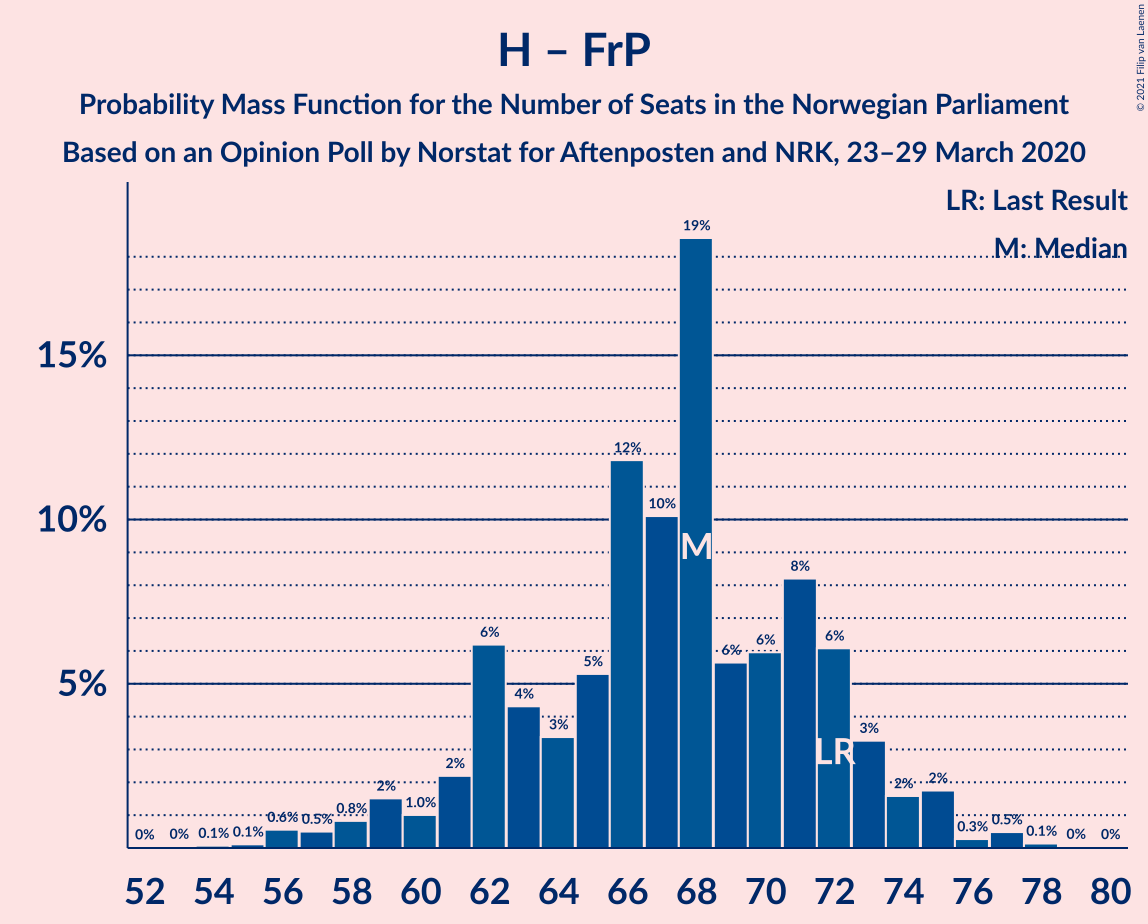 H – FrP
Probability Mass Function for the Number of Seats in the Norwegian Parliament
Based on an Opinion Poll by Norstat for Aftenposten and NRK, 23–29 March 2020
© 2021 Filip van Laenen
LR: Last Result
M: Median
15%
10%
5%
0% 0% 0.1% 0.1% 0.6% 0.5% 0.8% 2% 1.0% 2% 6% 4% 3% 5% 12% 10% 19% 6% 6% 8% 6% 3% 2% 2% 0.3% 0.5% 0.1% 0% 0%
M
LR
52 54 56 58 60 62 64 66 68 70 72 74 76 78 80